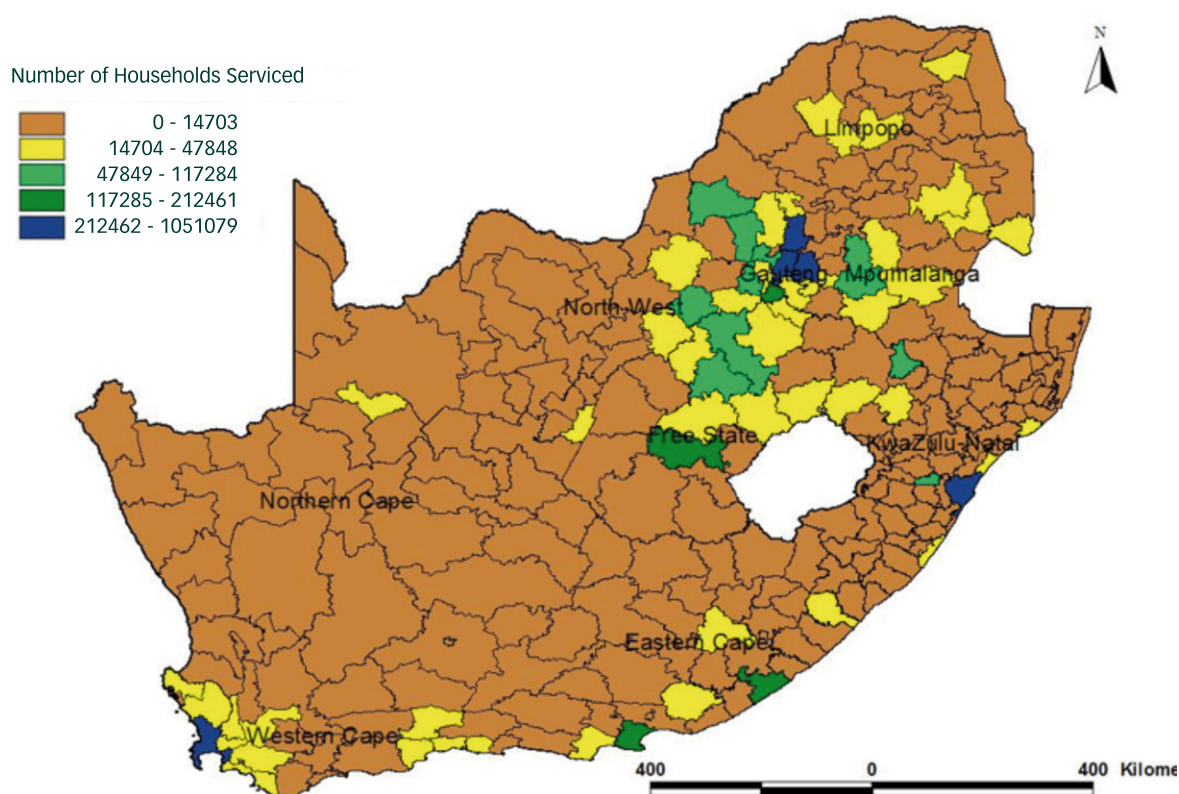 N
Number of Households Serviced
0 - 14703
14704 - 47848
47849 - 117284
117285 - 212461
212462 - 1051079
Limpopo
Gauteng
Mpumalanga
North West
Free State
KwaZulu-Natal
Northern Cape
Eastern Cape
Western Cape
400 0 400 Kilome